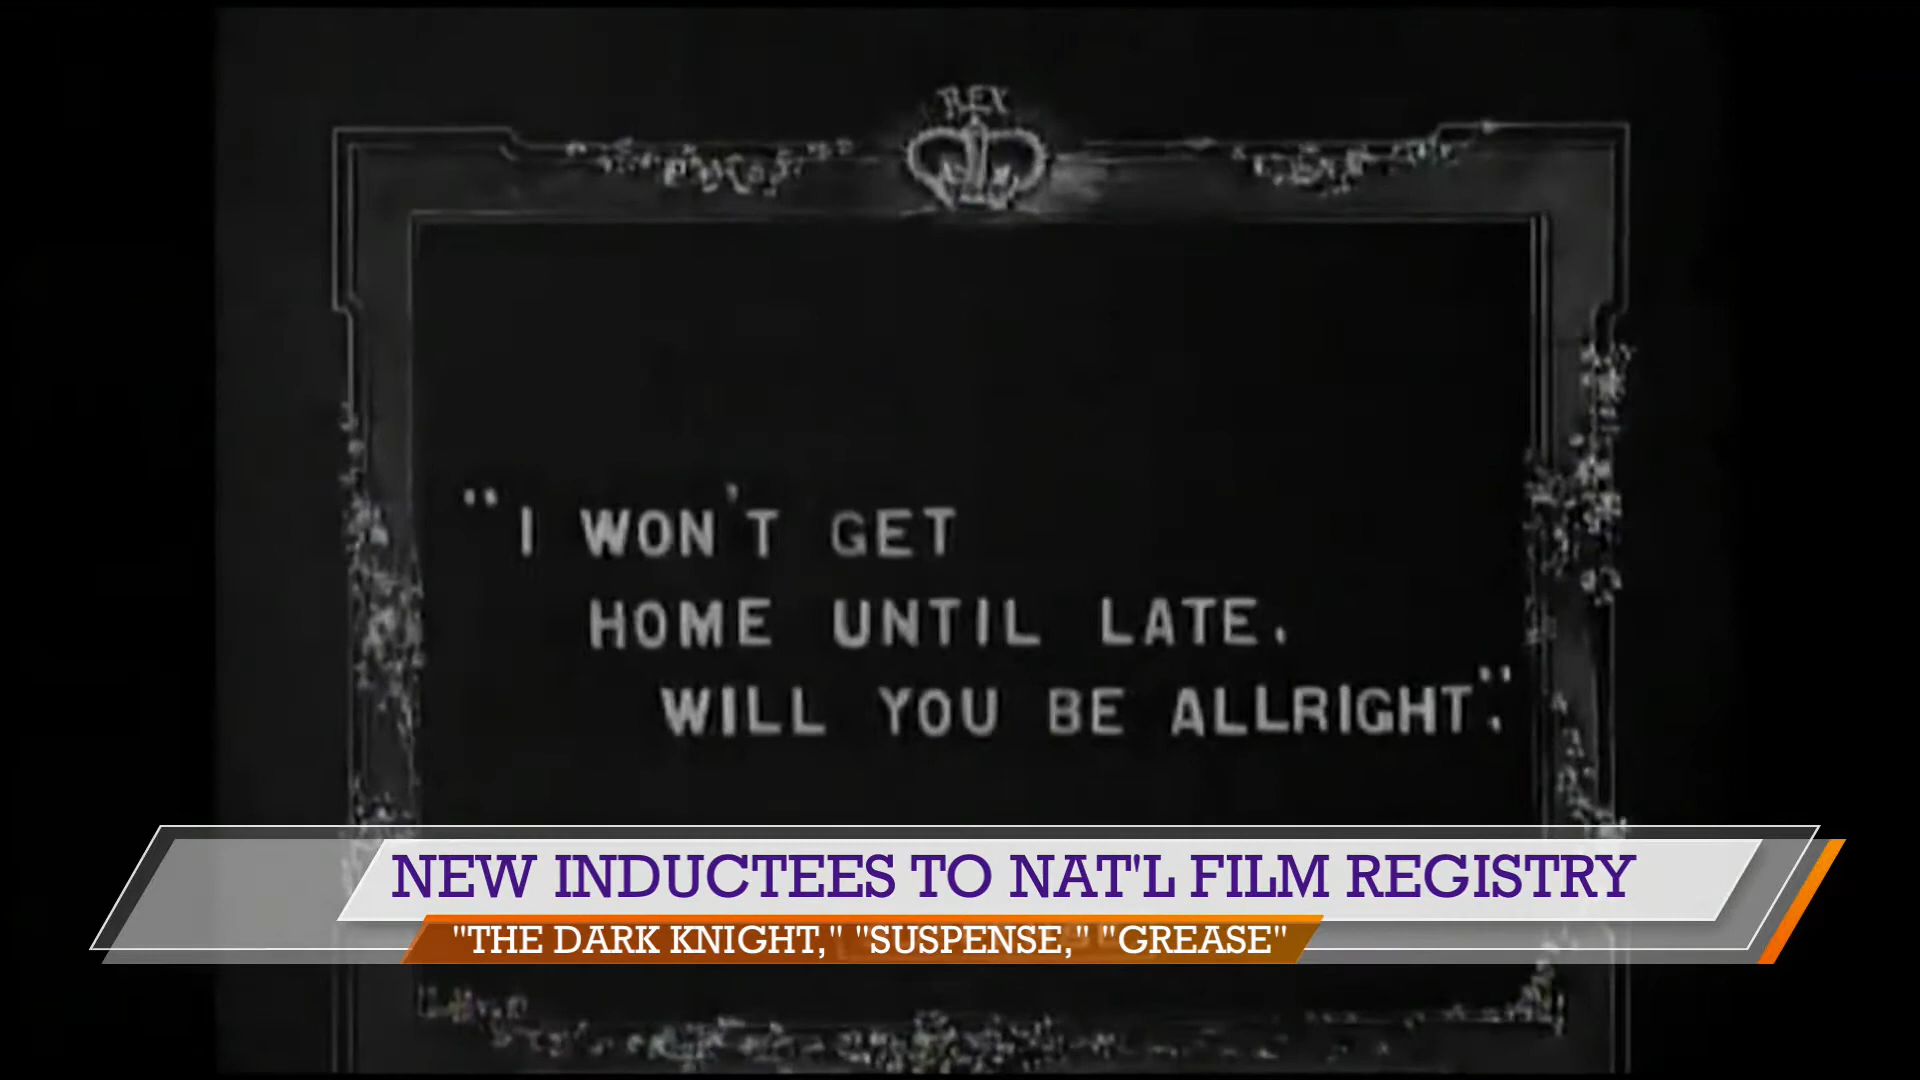 REX
"I WON'T GET
HOME UNTIL LATE.
WILL YOU BE ALLRIGHT".
NEW INDUCTEES TO NAT'L FILM REGISTRY
"THE DARK KNIGHT," "SUSPENSE," "GREASE"